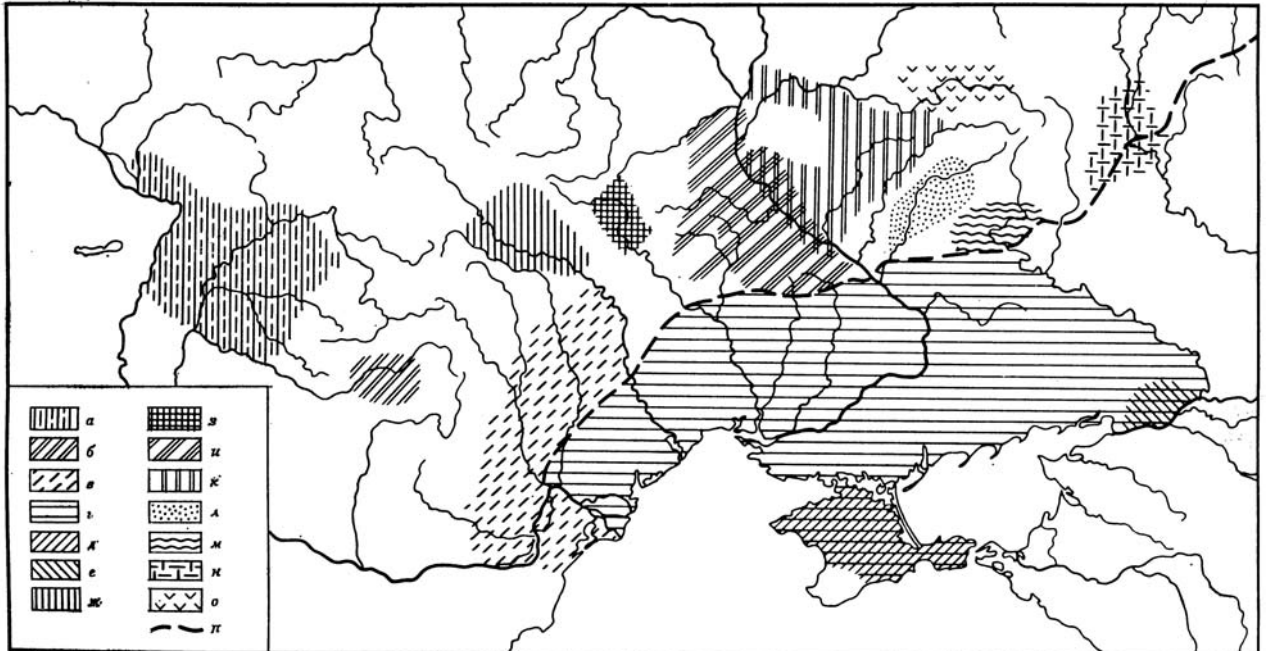 а
б
в
г
д
е
ж
з
и
к
л
м
н
о
п